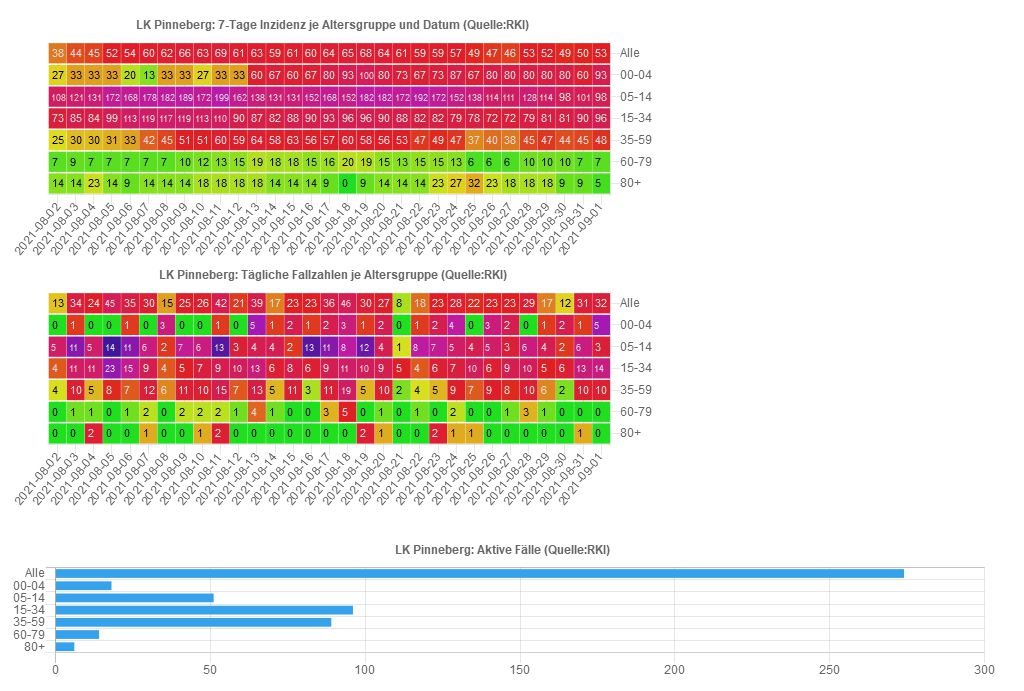 LK Pinneberg: 7-Tage Inzidenz je Altersgruppe und Datum (Quelle:RKI)
38 44 45 52 54 60 62 66 63 69 61 63 59 61 60 64 65 68 64 61 59 59 57 49 47 46 53 52 49 50 53 Alle
27 33 33 33 20 13 33 33 27 33 33 60 67 60 67 80 93 100 80 73 67 73 87 67 80 80 80 80 80 60 93 00-04
108 121 131 172 168 178 182 189 172 199 162 138 131 131 152 168 152 182 182 172 192 172 152 138 114 111 128 114 98 101 98 05-14
73 85 84 99 113 119 117 119 113 110 90 87 82 88 90 93 96 96 90 88 82 82 79 78 72 72 79 81 81 90 96 15-34
25 30 30 31 33 42 45 51 51 60 59 64 58 63 56 57 60 58 56 53 47 49 47 37 40 38 45 47 44 45 48 35-59
7 9 7 7 7 7 7 10 12 13 15 19 18 18 15 16 20 19 15 13 15 15 13 6 6 6 10 10 10 7 7 60-79
14 14 23 14 9 14 14 14 18 18 18 18 14 14 14 9 0 9 14 14 14 23 27 32 23 18 18 18 9 9 5 80+
2021-08-02 2021-08-03 2021-08-04 2021-08-05 2021-08-06 2021-08-07 2021-08-08 2021-08-09 2021-08-10 2021-08-11 2021-08-12 2021-08-13 2021-08-14 2021-08-15 2021-08-16 2021-08-17 2021-08-18 2021-08-19 2021-08-20 2021-08-21 2021-08-22 2021-08-23 2021-08-24 2021-08-25 2021-08-26 2021-08-27 2021-08-28 2021-08-29 2021-08-30 2021-08-31 2021-09-01
LK Pinneberg: Tägliche Fallzahlen je Altersgruppe (Quelle:RKI)
13 34 24 45 35 30 15 25 26 42 21 39 17 23 23 36 46 30 27 8 18 23 28 22 23 23 29 17 12 31 32 Alle
0 1 0 0 1 0 3 0 0 1 0 5 1 2 1 2 3 1 2 0 1 2 4 0 3 2 0 1 2 1 5 00-04
5 11 5 14 11 6 2 7 6 13 3 4 4 2 13 11 8 12 4 1 8 7 5 4 5 3 6 4 2 6 3 05-14
4 11 11 23 15 9 4 5 7 9 10 13 6 8 6 9 11 11 10 9 4 6 7 10 6 9 10 5 6 13 14 15-34
4 10 5 8 7 12 6 11 10 15 7 13 5 11 3 11 19 5 10 2 4 5 9 7 9 8 10 6 2 10 10 35-59
0 1 1 0 1 2 0 2 2 2 1 4 1 0 0 3 5 0 1 0 1 0 2 0 0 1 3 1 0 0 0 60-79
0 0 2 0 0 1 0 0 1 2 0 0 0 0 0 0 0 2 1 0 0 2 1 1 0 0 0 0 0 1 0 80+
2021-08-02 2021-08-03 2021-08-04 2021-08-05 2021-08-06 2021-08-07 2021-08-08 2021-08-09 2021-08-10 2021-08-11 2021-08-12 2021-08-13 2021-08-14 2021-08-15 2021-08-16 2021-08-17 2021-08-18 2021-08-19 2021-08-20 2021-08-21 2021-08-22 2021-08-23 2021-08-24 2021-08-25 2021-08-26 2021-08-27 2021-08-28 2021-08-29 2021-08-30 2021-08-31 2021-09-01
LK Pinneberg: Aktive Fälle (Quelle:RKI)
Alle
00-04
05-14
15-34
35-59
60-79
80+
0 50 100 150 200 250 300